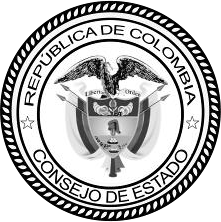 REPÚBLICA DE COLOMBIA
Libertad y Orden
CONSEJO DE ESTADO